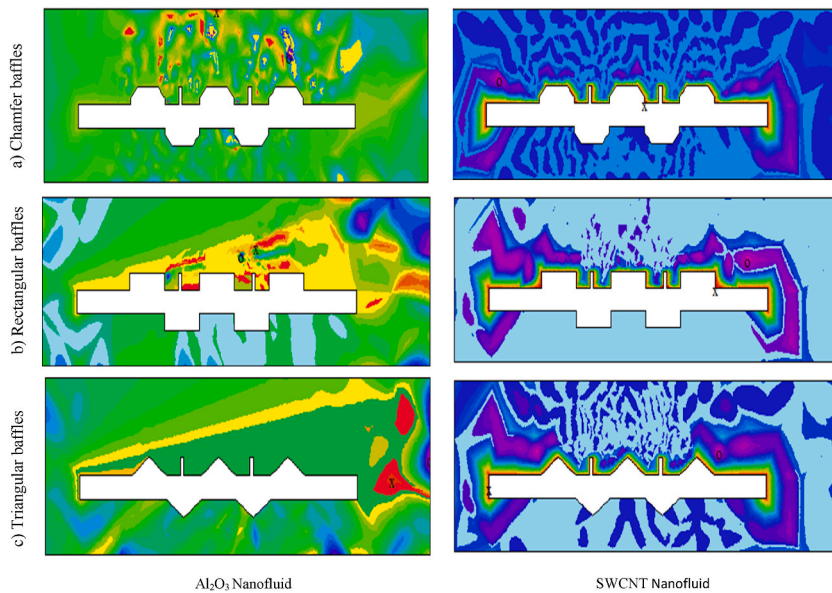 a) Chamfer baffles
b) Rectangular baffles
c) Triangular baffles
Al₂O₃ Nanofluid
SWCNT Nanofluid